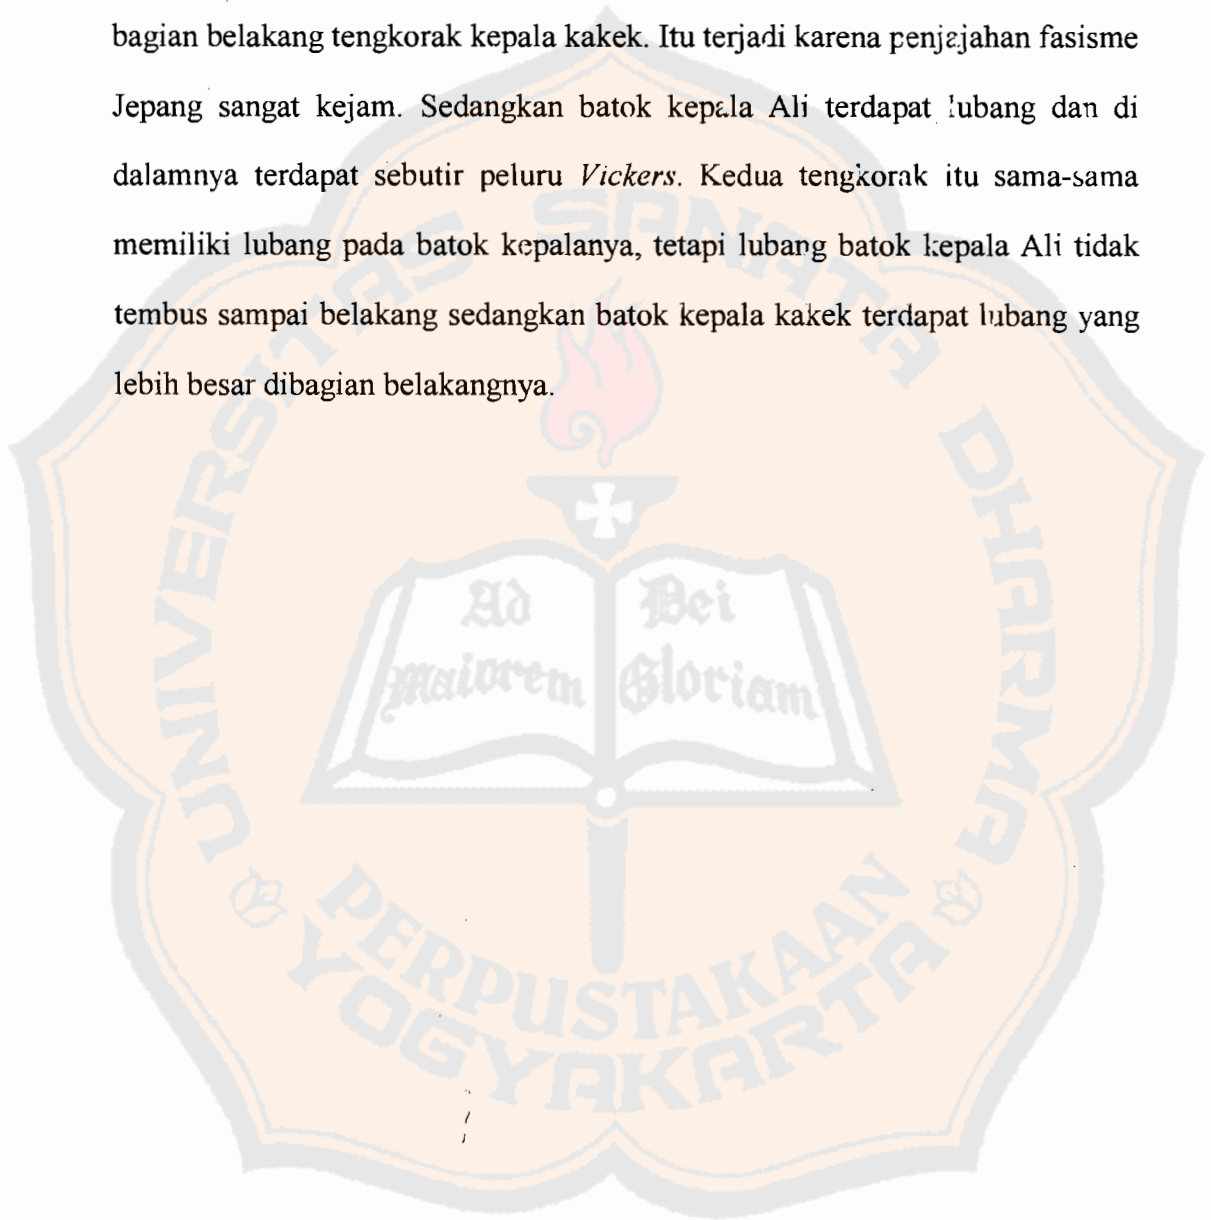 bagian belakang tengkorak kepala kakek. Itu terjadi karena penjajahan fasisme
Jepang sangat kejam. Sedangkan batok kepala Ali terdapat lubang dan di
dalamnya terdapat sebutir peluru Vickers. Kedua tengkorak itu sama-sama
memiliki lubang pada batok kepalanya, tetapi lubang batok kepala Ali tidak
tembus sampai belakang sedangkan batok kepala kakek terdapat lubang yang
lebih besar dibagian belakangnya.
UNIVERSITAS SANATA DHARMA
Ad Dei
Maiorem Gloriam
PERPUSTAKAAN
YOGYAKARTA